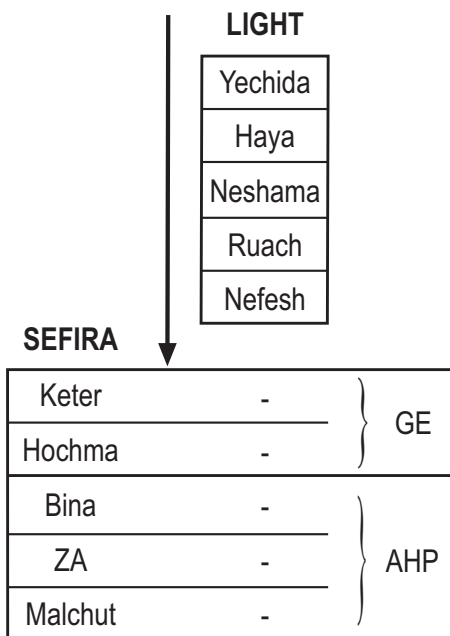 LIGHT
Yechida
Haya
Neshama
Ruach
Nefesh
SEFIRA
Keter -
GE
Hochma -
Bina -
ZA - AHP
Malchut -